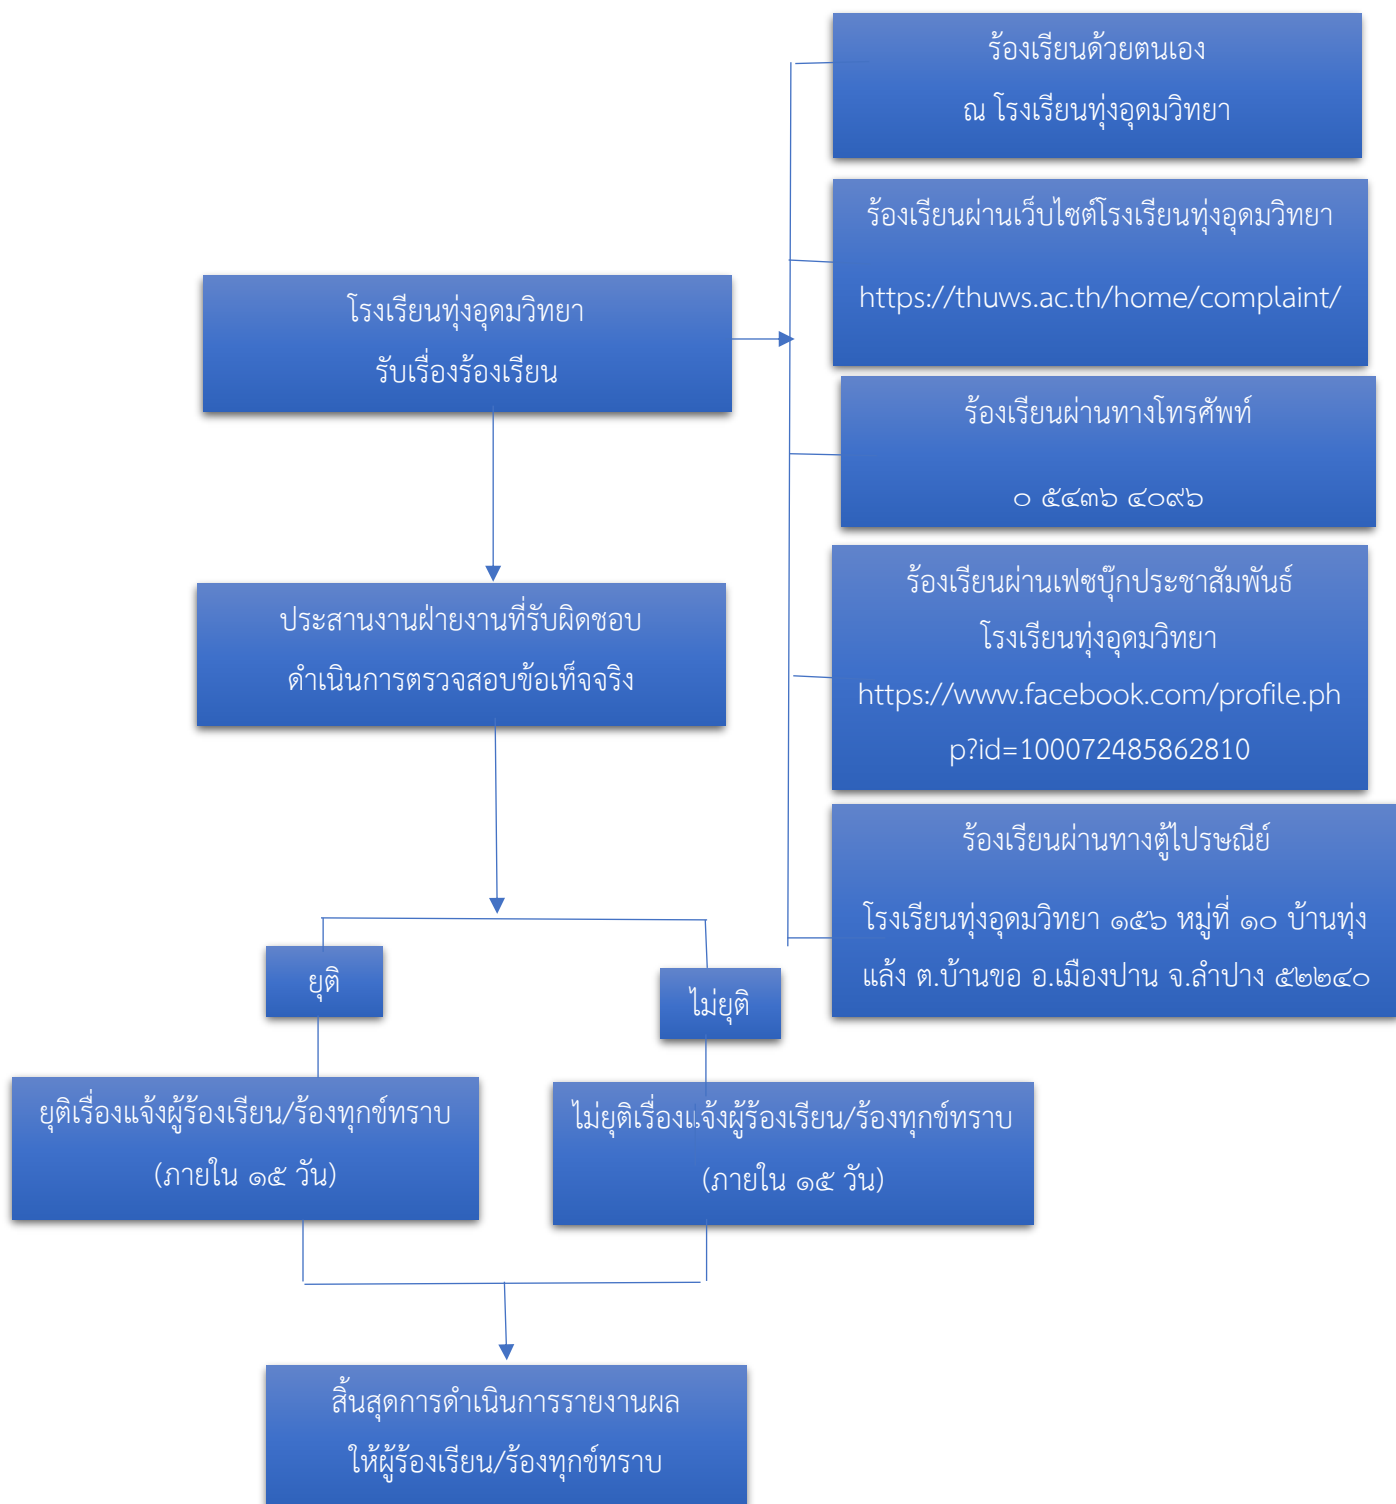 ร้องเรียนด้วยตนเอง
ณ โรงเรียนทุ่งอุดมวิทยา
ร้องเรียนผ่านเว็บไซต์โรงเรียนทุ่งอุดมวิทยา
https://thuws.ac.th/home/complaint/
โรงเรียนทุ่งอุดมวิทยา
รับเรื่องร้องเรียน
ร้องเรียนผ่านทางโทรศัพท์
๐ ๕๔๓๖ ๔๐๙๖
ร้องเรียนผ่านเฟซบุ๊กประชาสัมพันธ์
โรงเรียนทุ่งอุดมวิทยา
https://www.facebook.com/profile.ph
p?id=100072485862810
ประสานงานฝ่ายงานที่รับผิดชอบ
ดำเนินการตรวจสอบข้อเท็จจริง
ร้องเรียนผ่านทางตู้ไปรษณีย์
โรงเรียนทุ่งอุดมวิทยา ๑๕๖ หมู่ที่ ๑๐ บ้านทุ่ง
แล้ง ต.บ้านขอ อ.เมืองปาน จ.ลำปาง ๕๒๒๔๐
ยุติ
ไม่ยุติ
ยุติเรื่องแจ้งผู้ร้องเรียน/ร้องทุกข์ทราบ
(ภายใน ๑๕ วัน)
ไม่ยุติเรื่องแจ้งผู้ร้องเรียน/ร้องทุกข์ทราบ
(ภายใน ๑๕ วัน)
สิ้นสุดการดำเนินการรายงานผล
ให้ผู้ร้องเรียน/ร้องทุกข์ทราบ